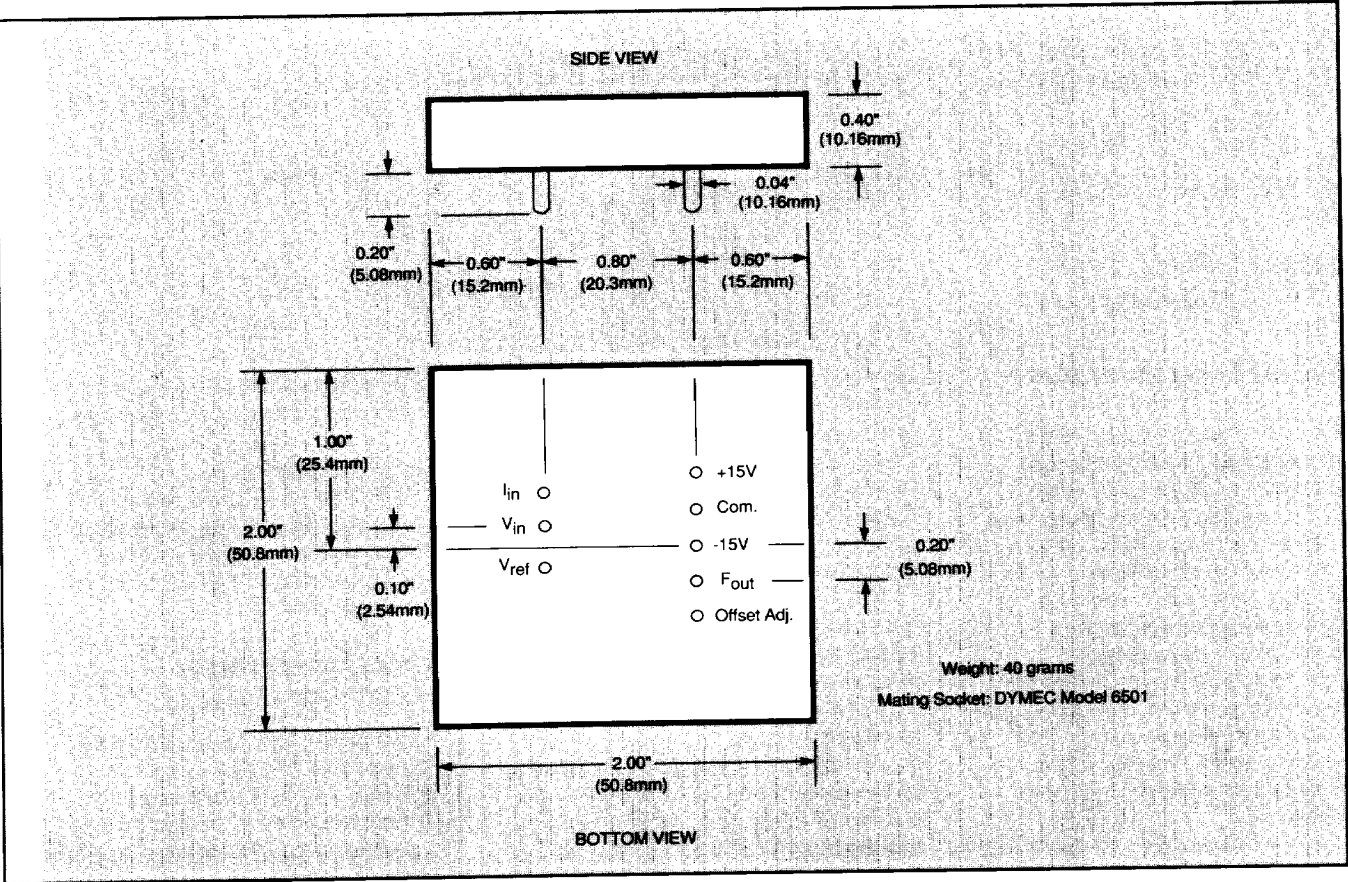 SIDE VIEW
0.40"
(10.16mm)
0.04"
(10.16mm)
0.20"
(5.08mm)
0.60"
(15.2mm)
0.80"
(20.3mm)
0.60"
(15.2mm)
1.00"
(25.4mm)
2.00"
(50.8mm)
0.10"
(2.54mm)
Iin
Vin
Vref
+15V
Com.
-15V
Fout
Offset Adj.
0.20"
(5.08mm)
Weight: 40 grams
Mating Socket: DYMEC Model 6501
2.00"
(50.8mm)
BOTTOM VIEW